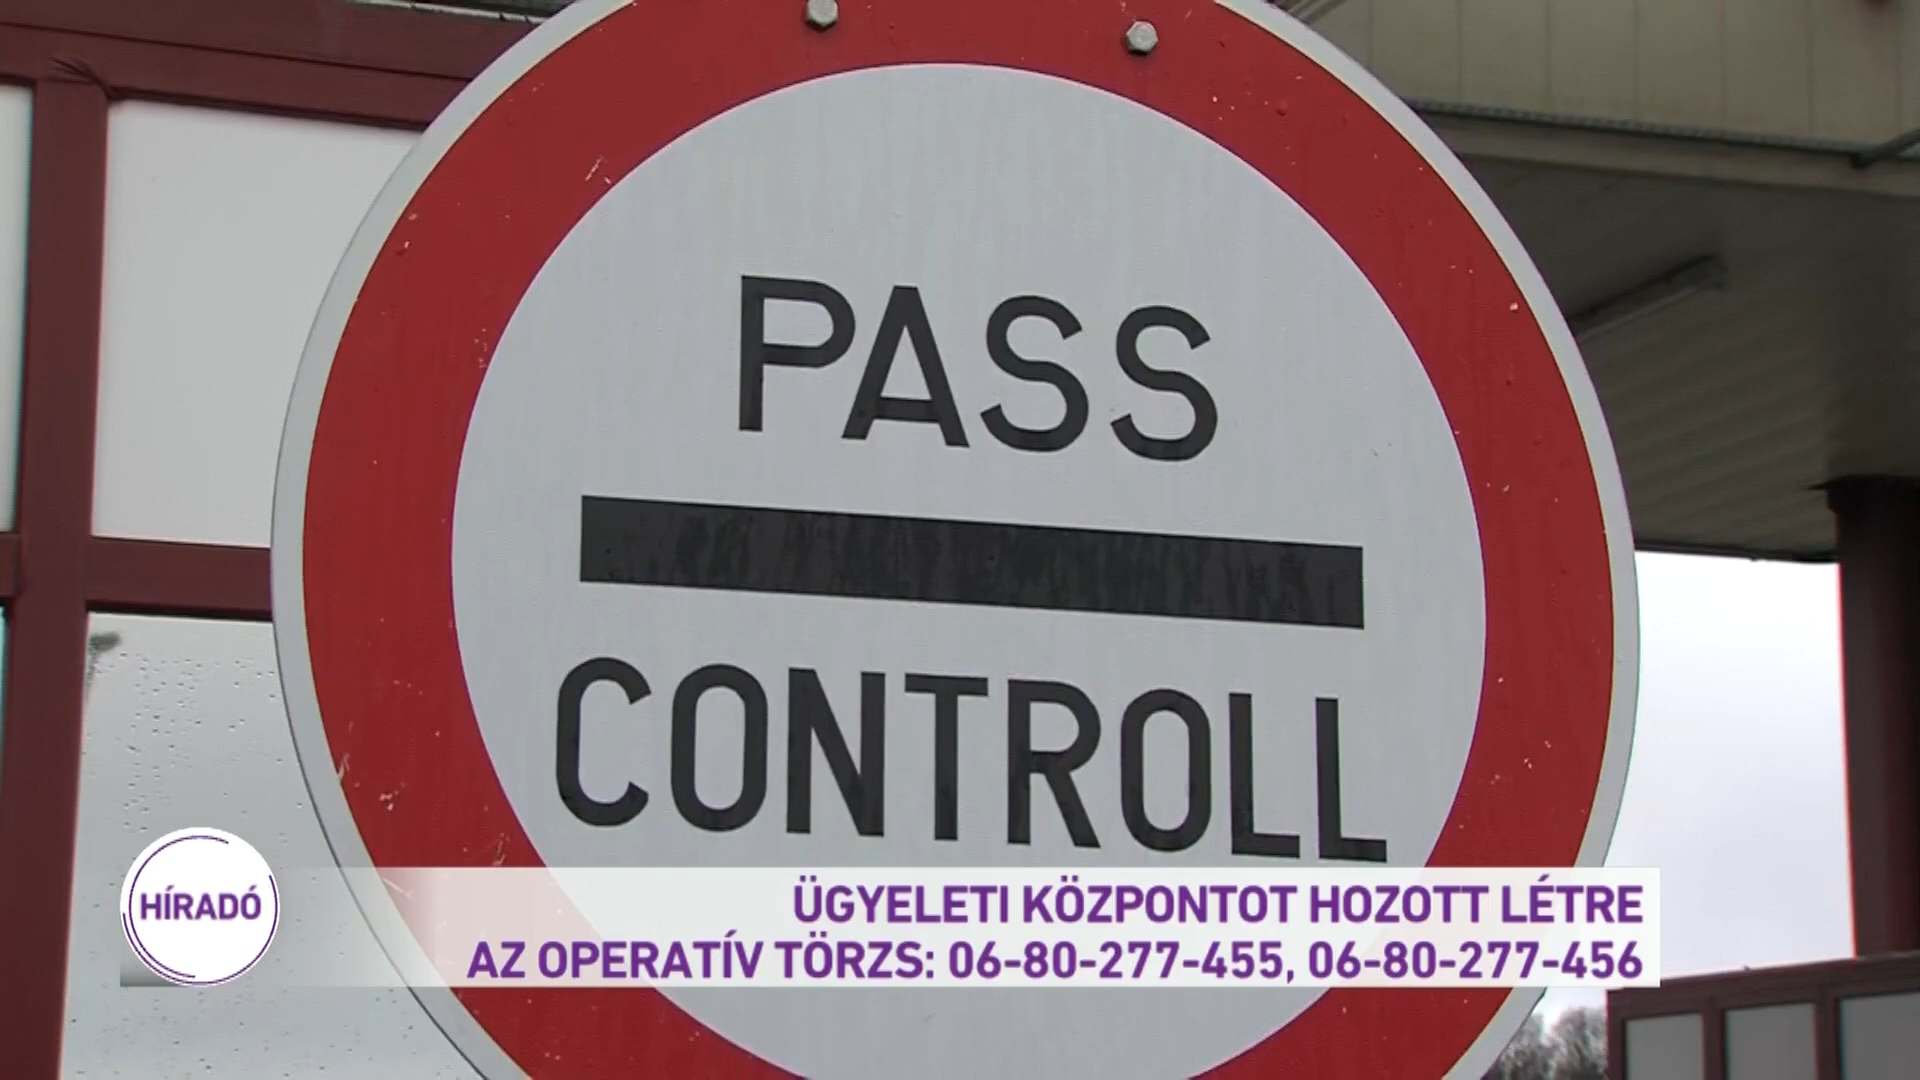 PASS
CONTROLL
HÍRADÓ
ÜGYELETI KÖZPONTOT HOZOTT LÉTRE
AZ OPERATÍV TÖRZS: 06-80-277-455, 06-80-277-456